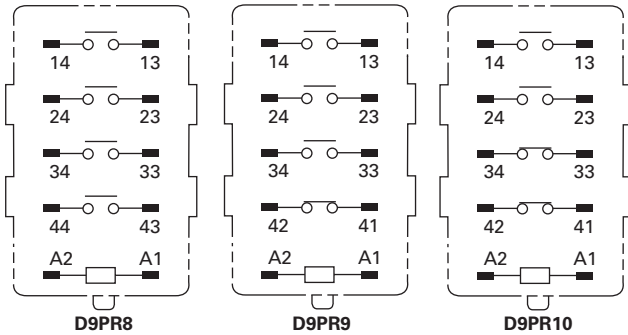 14 13 14 13 14 13
24 23 24 23 24 23
34 33 34 33 34 33
44 43 42 41 42 41
A2 A1 A2 A1 A2 A1
D9PR8 D9PR9 D9PR10